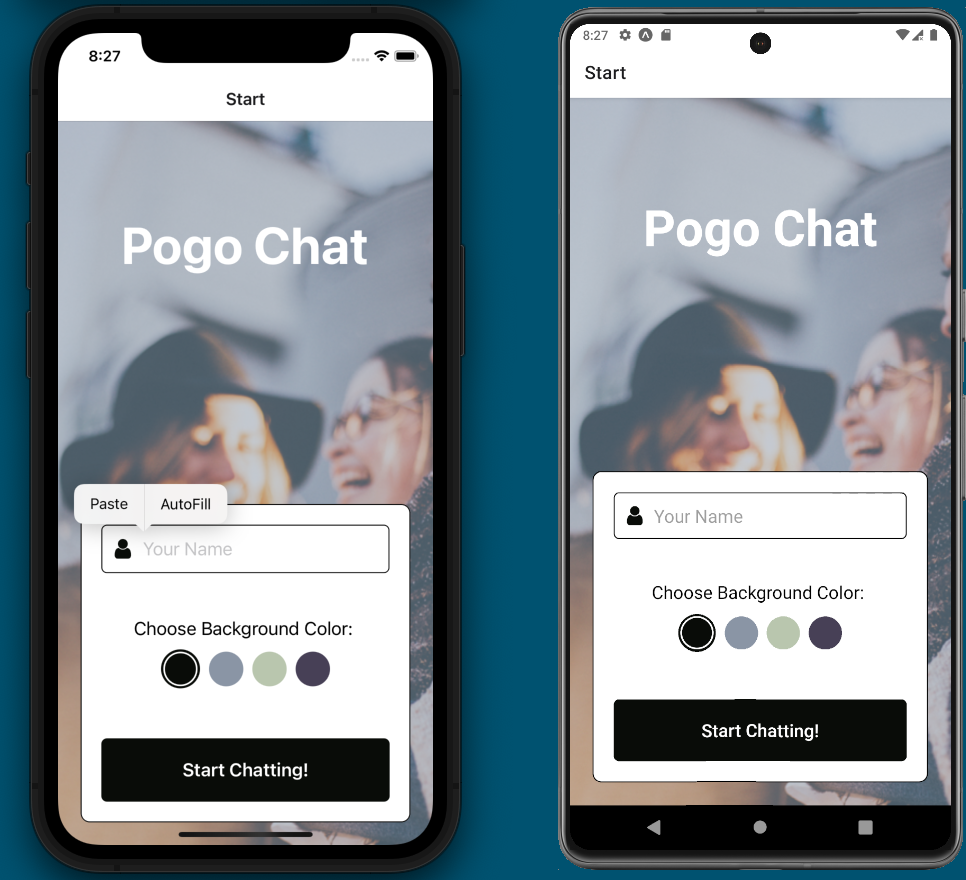 8:27
Start
Pogo Chat
Paste AutoFill
Your Name
Choose Background Color:
Start Chatting!
8:27
Start
Pogo Chat
Your Name
Choose Background Color:
Start Chatting!